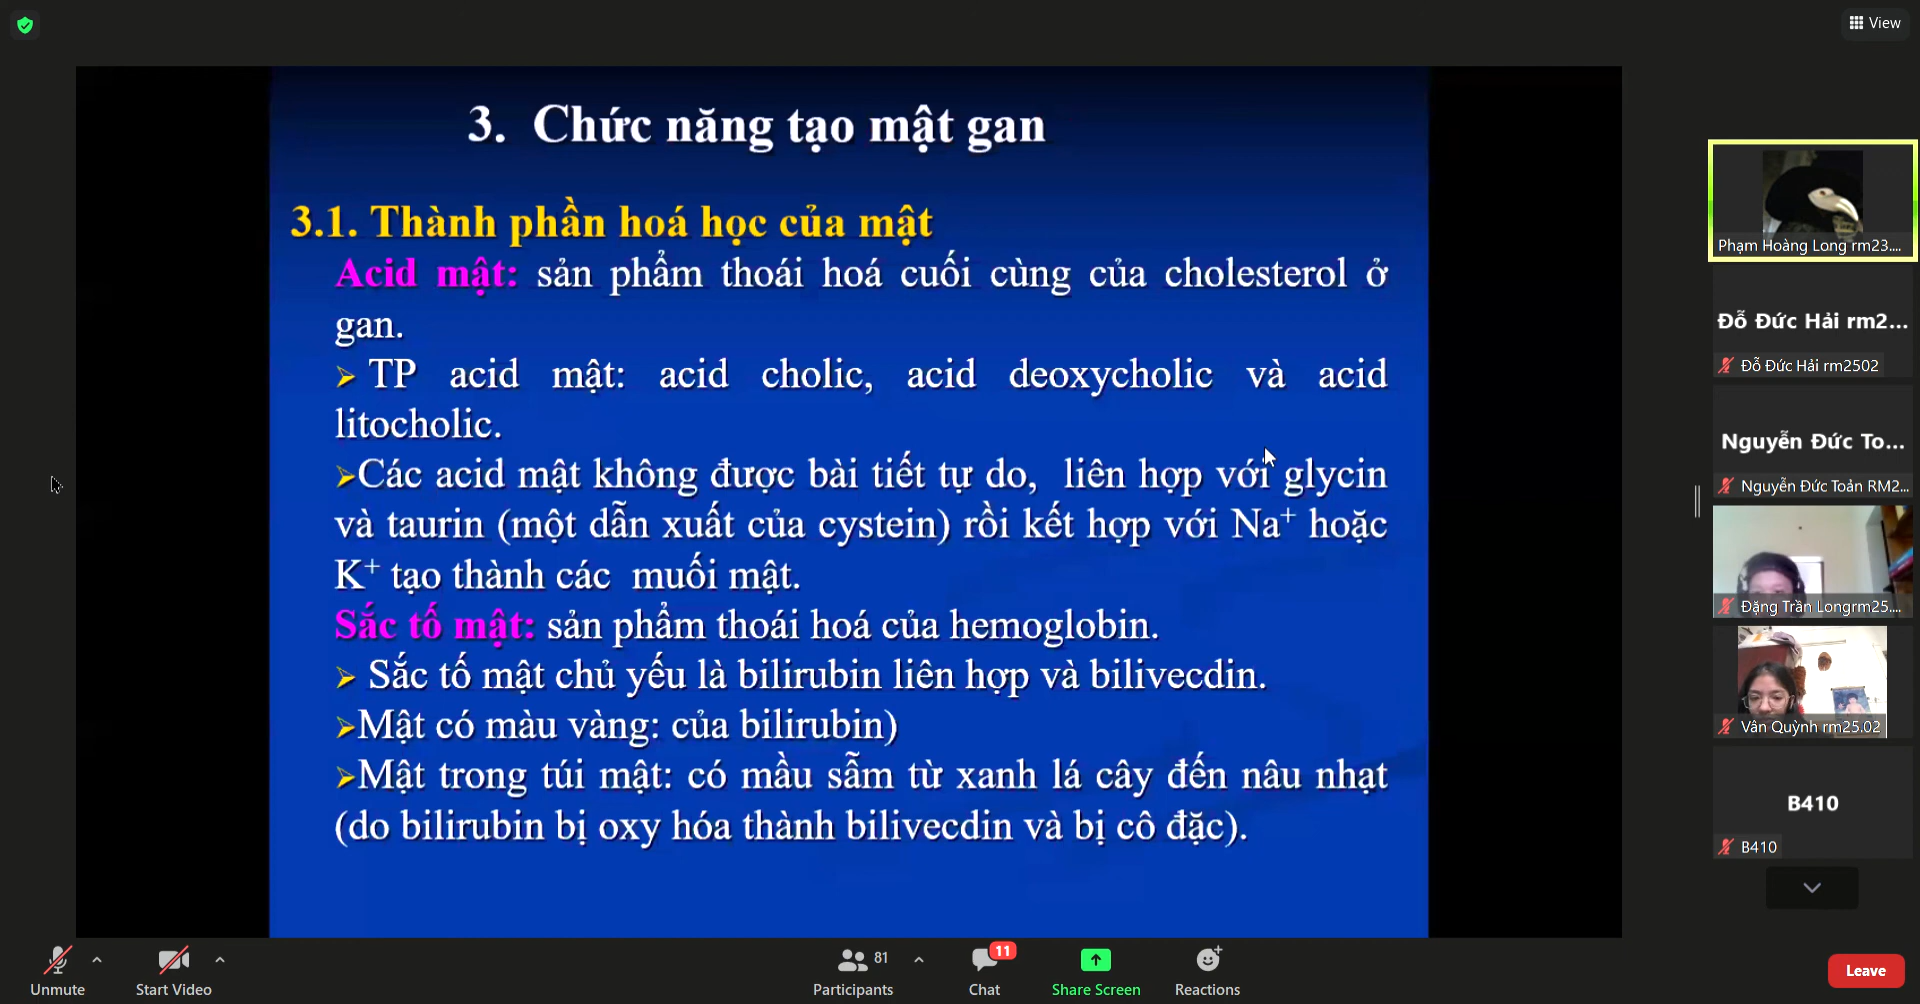 View
3. Chức năng tạo mật gan
3.1. Thành phần hoá học của mật
Acid mật: sản phẩm thoái hoá cuối cùng của cholesterol ở
gan.
➢ TP acid mật: acid cholic, acid deoxycholic và acid
litocholic.
➢Các acid mật không được bài tiết tự do, liên hợp với glycin
và taurin (một dẫn xuất của cystein) rồi kết hợp với Na⁺ hoặc
K⁺ tạo thành các muối mật.
Sắc tố mật: sản phẩm thoái hoá của hemoglobin.
➢ Sắc tố mật chủ yếu là bilirubin liên hợp và bilivecdin.
➢Mật có màu vàng: của bilirubin)
➢Mật trong túi mật: có mầu sẫm từ xanh lá cây đến nâu nhạt
(do bilirubin bị oxy hóa thành bilivecdin và bị cô đặc).
Phạm Hoàng Long rm23....
Đỗ Đức Hải rm2...
Đỗ Đức Hải rm2502
Nguyễn Đức To...
Nguyễn Đức Toản RM2...
Đặng Trần Longrm25....
Vân Quỳnh rm25.02
B410
B410
Unmute
Start Video
81
Participants
11
Chat
Share Screen
Reactions
Leave